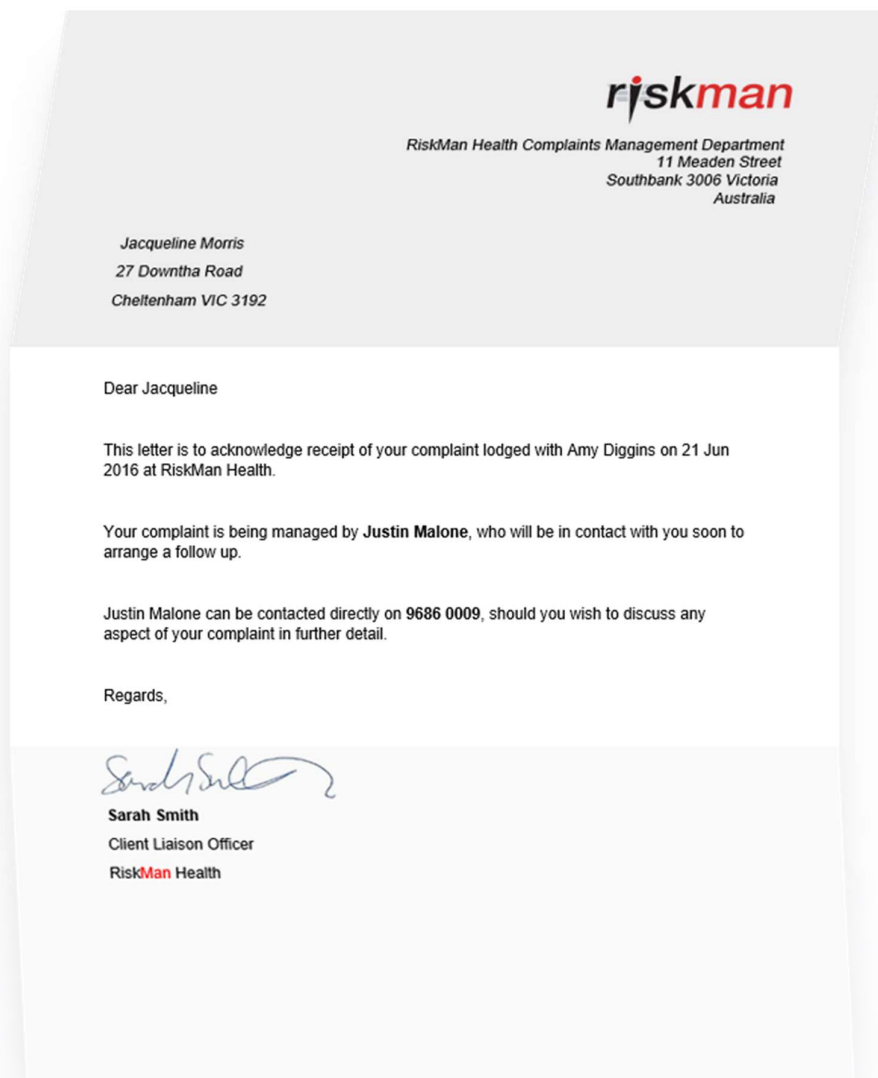 riskman
RiskMan Health Complaints Management Department
11 Meaden Street
Southbank 3006 Victoria
Australia
Jacqueline Morris
27 Downtha Road
Cheltenham VIC 3192
Dear Jacqueline
This letter is to acknowledge receipt of your complaint lodged with Amy Diggins on 21 Jun
2016 at RiskMan Health.
Your complaint is being managed by Justin Malone, who will be in contact with you soon to
arrange a follow up.
Justin Malone can be contacted directly on 9686 0009, should you wish to discuss any
aspect of your complaint in further detail.
Regards,
Sarah Smith
Client Liaison Officer
RiskMan Health